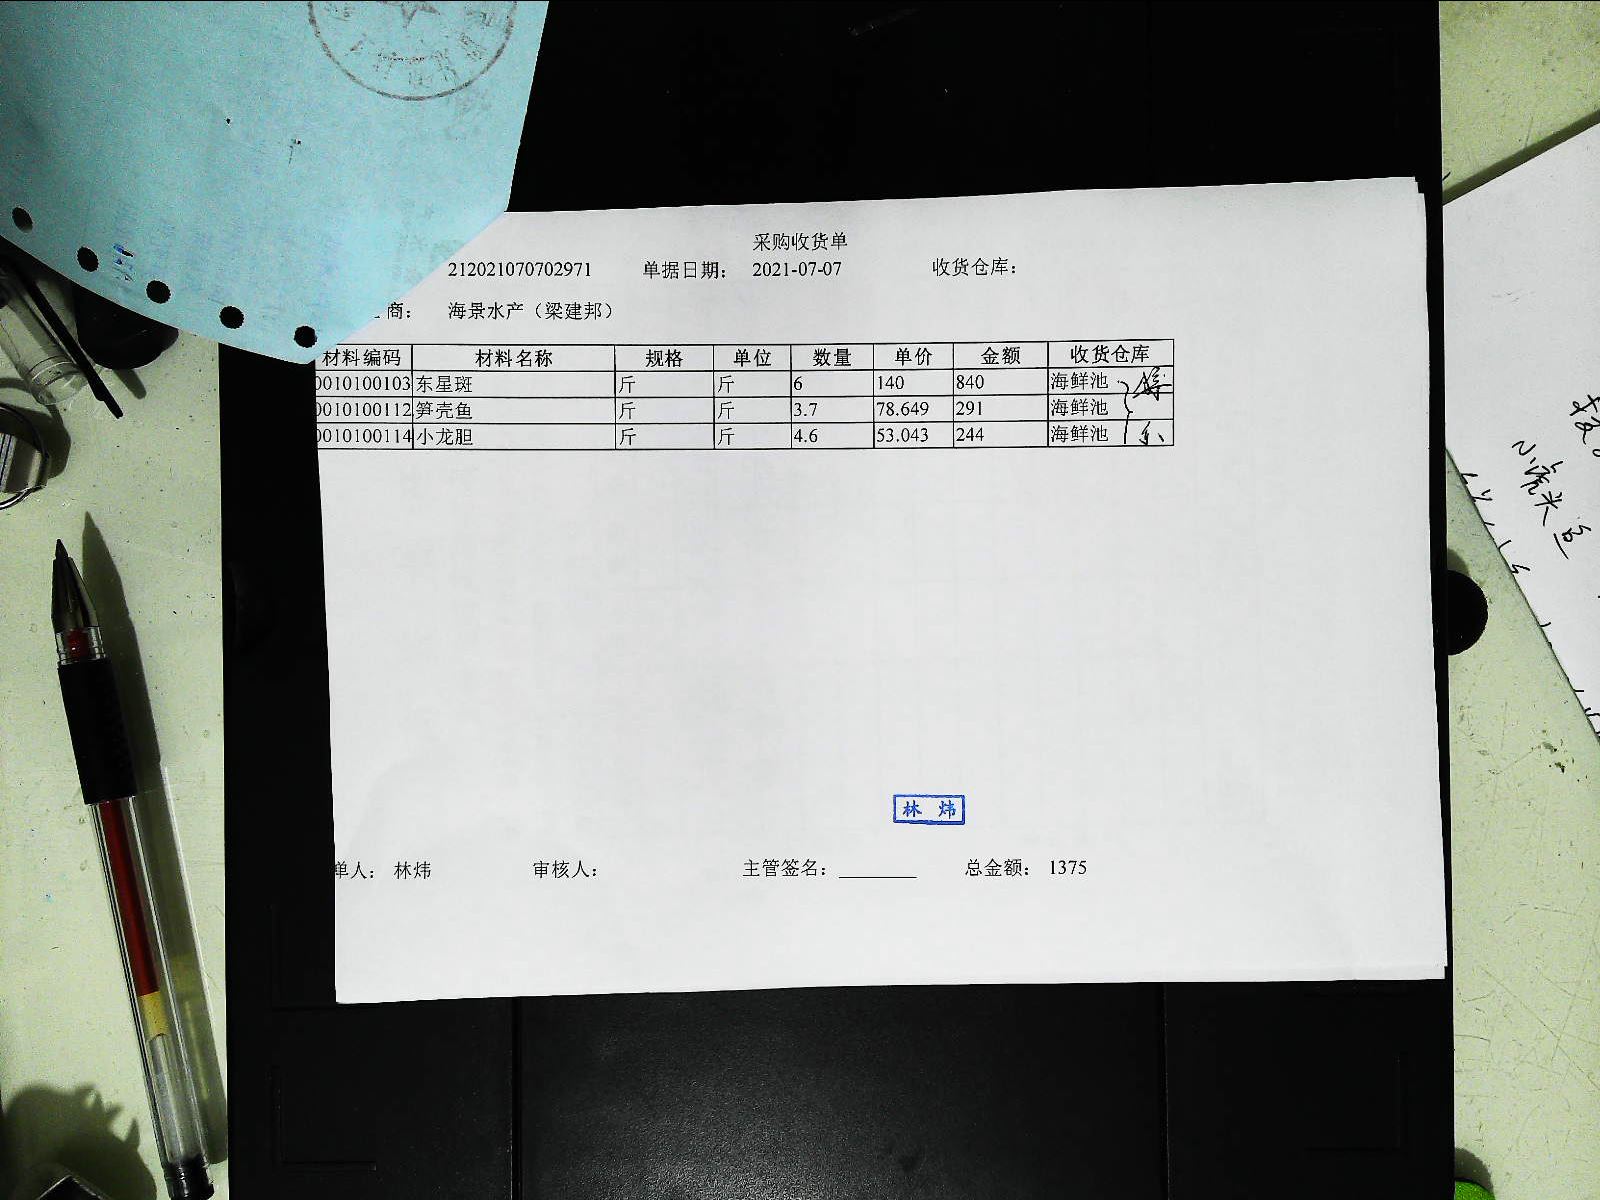 采购收货单
212021070702971 单据日期： 2021-07-07 收货仓库：
商： 海景水产（梁建邦）
材料编码 材料名称 规格 单位 数量 单价 金额 收货仓库
0010100103 东星斑 斤 斤 6 140 840 海鲜池
0010100112 笋壳鱼 斤 斤 3.7 78.649 291 海鲜池
0010100114 小龙胆 斤 斤 4.6 53.043 244 海鲜池
林 炜
单人： 林炜 审核人： 主管签名： 总金额： 1375